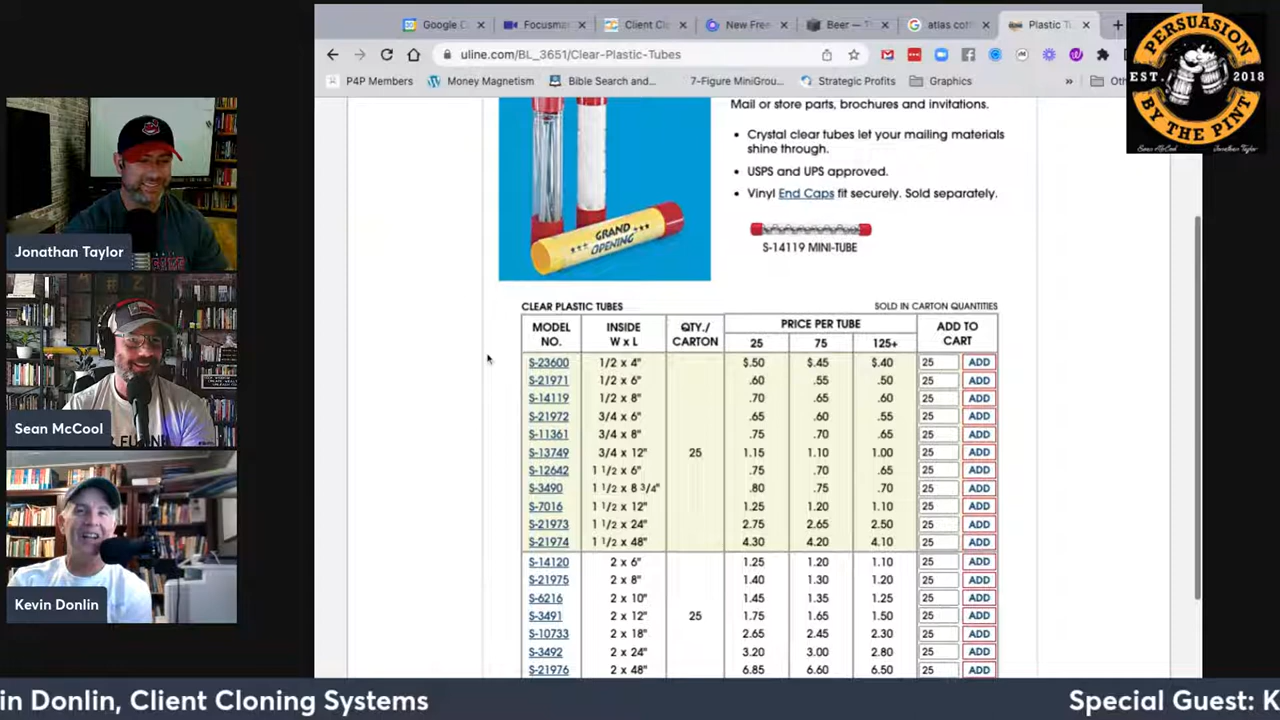 Google C
Focusma
Client Clo
New Free
Beer — T
atlas cof
Plastic T
uline.com/BL_3651/Clear-Plastic-Tubes
P4P Members
Money Magnetism
Bible Search and...
7-Figure MiniGrou...
Strategic Profits
Graphics
»
PERSUASION
EST. 2018
BY THE PINT
Sean McCool Jonathan Taylor
Mail or store parts, brochures and invitations.
• Crystal clear tubes let your mailing materials
shine through.
• USPS and UPS approved.
• Vinyl End Caps fit securely. Sold separately.
GRAND
OPENING
S-14119 MINI-TUBE
CLEAR PLASTIC TUBES SOLD IN CARTON QUANTITIES
MODEL NO. INSIDE W x L QTY./ CARTON PRICE PER TUBE ADD TO CART
25 75 125+
S-23600 1/2 x 4" $.50 $.45 $.40 25 ADD
S-21971 1/2 x 6" .60 .55 .50 25 ADD
S-14119 1/2 x 8" .70 .65 .60 25 ADD
S-21972 3/4 x 6" .65 .60 .55 25 ADD
S-11361 3/4 x 8" .75 .70 .65 25 ADD
S-13749 3/4 x 12" 25 1.15 1.10 1.00 25 ADD
S-12642 1 1/2 x 6" .75 .70 .65 25 ADD
S-3490 1 1/2 x 8 3/4" .80 .75 .70 25 ADD
S-7016 1 1/2 x 12" 1.25 1.20 1.10 25 ADD
S-21973 1 1/2 x 24" 2.75 2.65 2.50 25 ADD
S-21974 1 1/2 x 48" 4.30 4.20 4.10 25 ADD
S-14120 2 x 6" 1.25 1.20 1.10 25 ADD
S-21975 2 x 8" 1.40 1.30 1.20 25 ADD
S-6216 2 x 10" 1.45 1.35 1.25 25 ADD
S-3491 2 x 12" 25 1.75 1.65 1.50 25 ADD
S-10733 2 x 18" 2.65 2.45 2.30 25 ADD
S-3492 2 x 24" 3.20 3.00 2.80 25 ADD
S-21976 2 x 48" 6.85 6.60 6.50 25 ADD
Jonathan Taylor
Sean McCool
Kevin Donlin
in Donlin, Client Cloning Systems
Special Guest: K